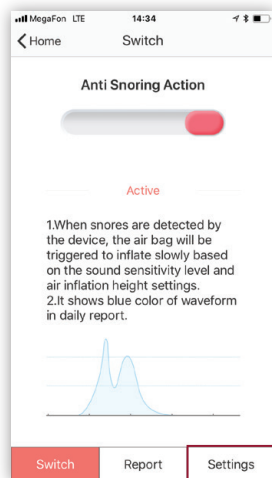 MegaFon LTE 14:34
Home Switch
Anti Snoring Action
Active
1.When snores are detected by
the device, the air bag will be
triggered to inflate slowly based
on the sound sensitivity level and
air inflation height settings.
2.It shows blue color of waveform
in daily report.
Switch Report Settings